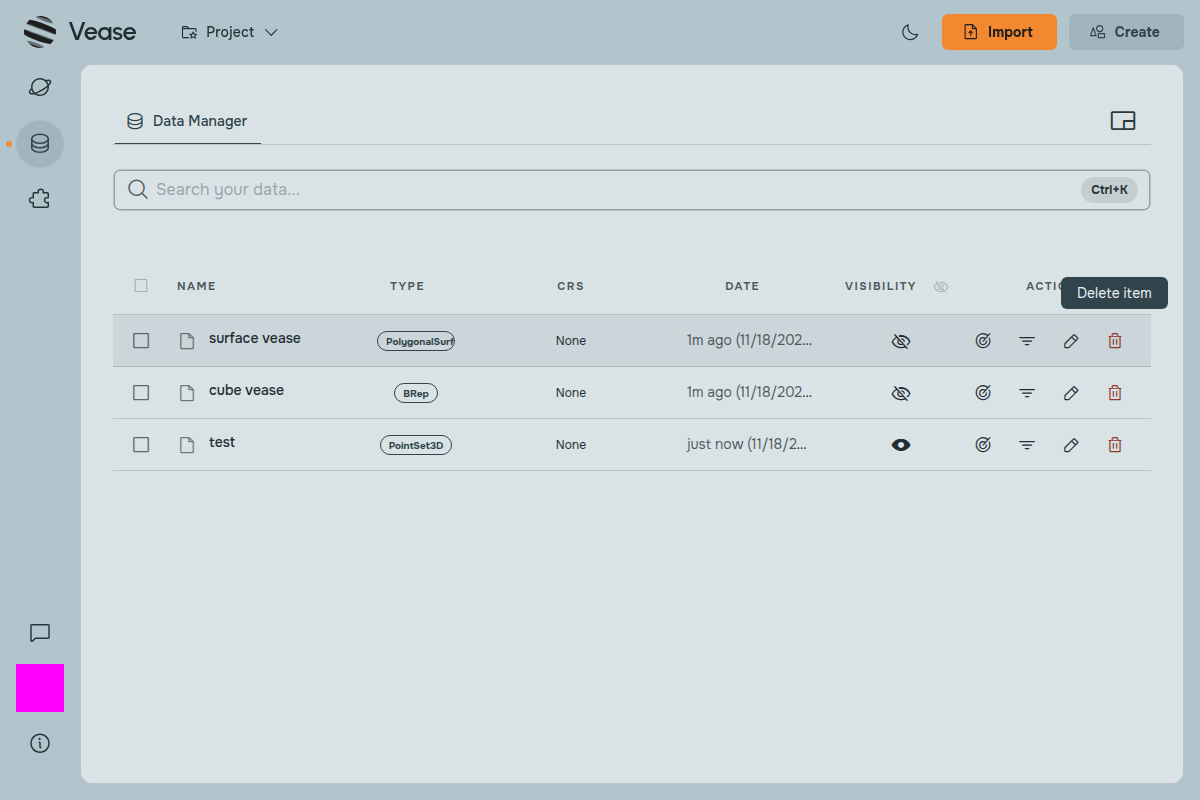 Vease
Project
Import
Create
Data Manager
Search your data...
Ctrl+K
NAME TYPE CRS DATE VISIBILITY ACTIO
Delete item
surface vease PolygonalSurf None 1m ago (11/18/202...
cube vease BRep None 1m ago (11/18/202...
test PointSet3D None just now (11/18/2...